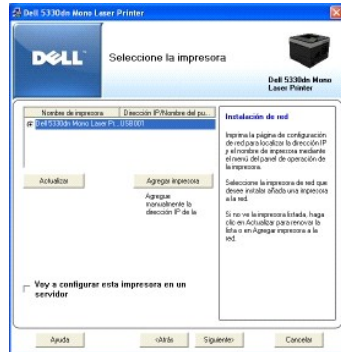 Dell 5330dn Mono Laser Printer
DELL
Seleccione la impresora
Dell 5330dn Mono
Laser Printer
Nombre de impresora
Dirección IP/Nombre del pu...
Dell 5330dn Mono Laser Pr...
USB001
Actualizar
Agregar impresora
Agregue
manualmente la
dirección IP de la
Voy a configurar esta impresora en un
servidor
Instalación de red
Imprima la página de configuración
de red para localizar la dirección IP
y el nombre de impresora mediante
el menú del panel de operación de
la impresora.
Seleccione la impresora de red que
desee instalar o añada una impresora
a la red.
Si no ve la impresora listada, haga
clic en Actualizar para renovar la
lista o en Agregar impresora a la
red.
Ayuda
<Atrás
Siguiente>
Cancelar